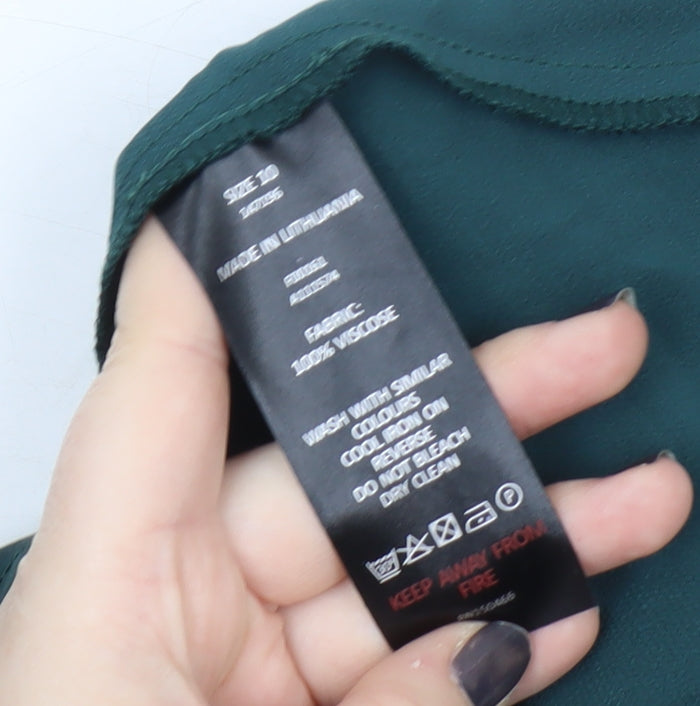 SIZE 10
MADE IN LITHUANIA
FABRIC:
100% VISCOSE
WASH WITH SIMILAR
COLOURS
COOL IRON ON
REVERSE
DO NOT BLEACH
DRY CLEAN
P
KEEP AWAY FROM
FIRE